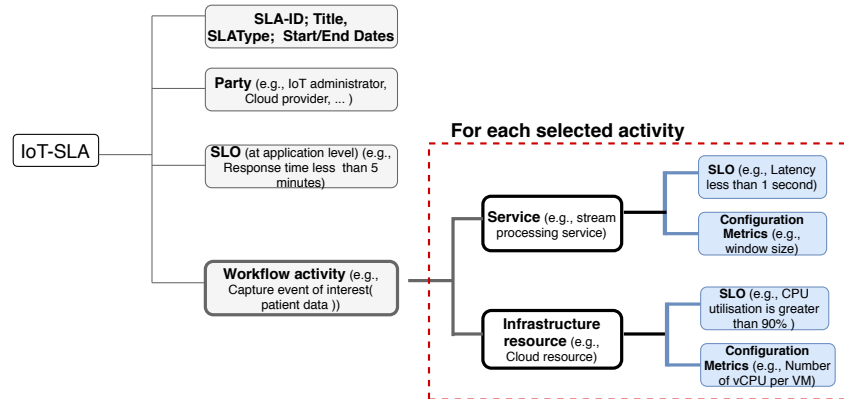 SLA-ID; Title,
SLAType;  Start/End Dates
Party (e.g., IoT administrator,
Cloud provider, ... )
IoT-SLA
SLO (at application level) (e.g.,
Response time less  than 5
minutes)
Workflow activity (e.g.,
Capture event of interest(
patient data ))
For each selected activity
Service (e.g., stream
processing service)
SLO (e.g., Latency
less than 1 second)
Configuration
Metrics (e.g.,
window size)
Infrastructure
resource (e.g.,
Cloud resource)
SLO (e.g., CPU
utilisation is greater
than 90% )
Configuration
Metrics (e.g., Number
of vCPU per VM)